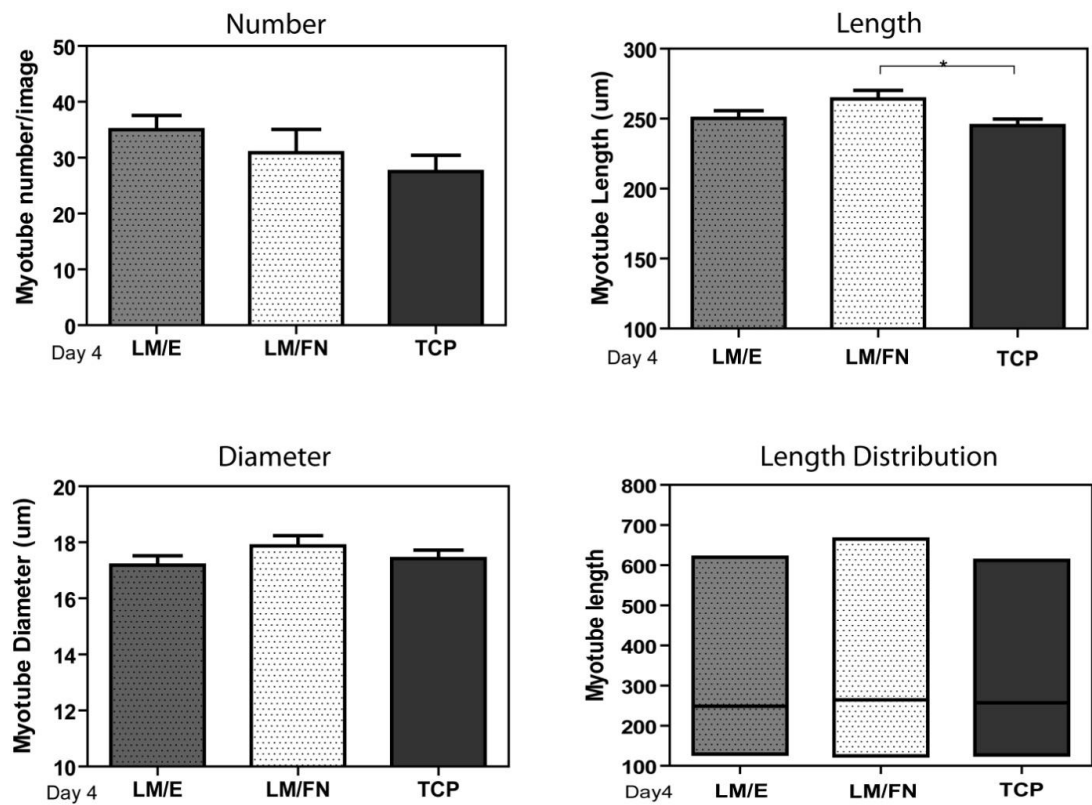 Number
50
40
30
20
10
0
Myotube number/image
Day 4
LM/E
LM/FN
TCP
Length
300
250
200
150
100
Myotube Length (um)
*
Day 4
LM/E
LM/FN
TCP
Diameter
20
18
16
14
12
10
Myotube Diameter (um)
Day 4
LM/E
LM/FN
TCP
Length Distribution
800
700
600
500
400
300
200
100
Myotube length
Day4
LM/E
LM/FN
TCP